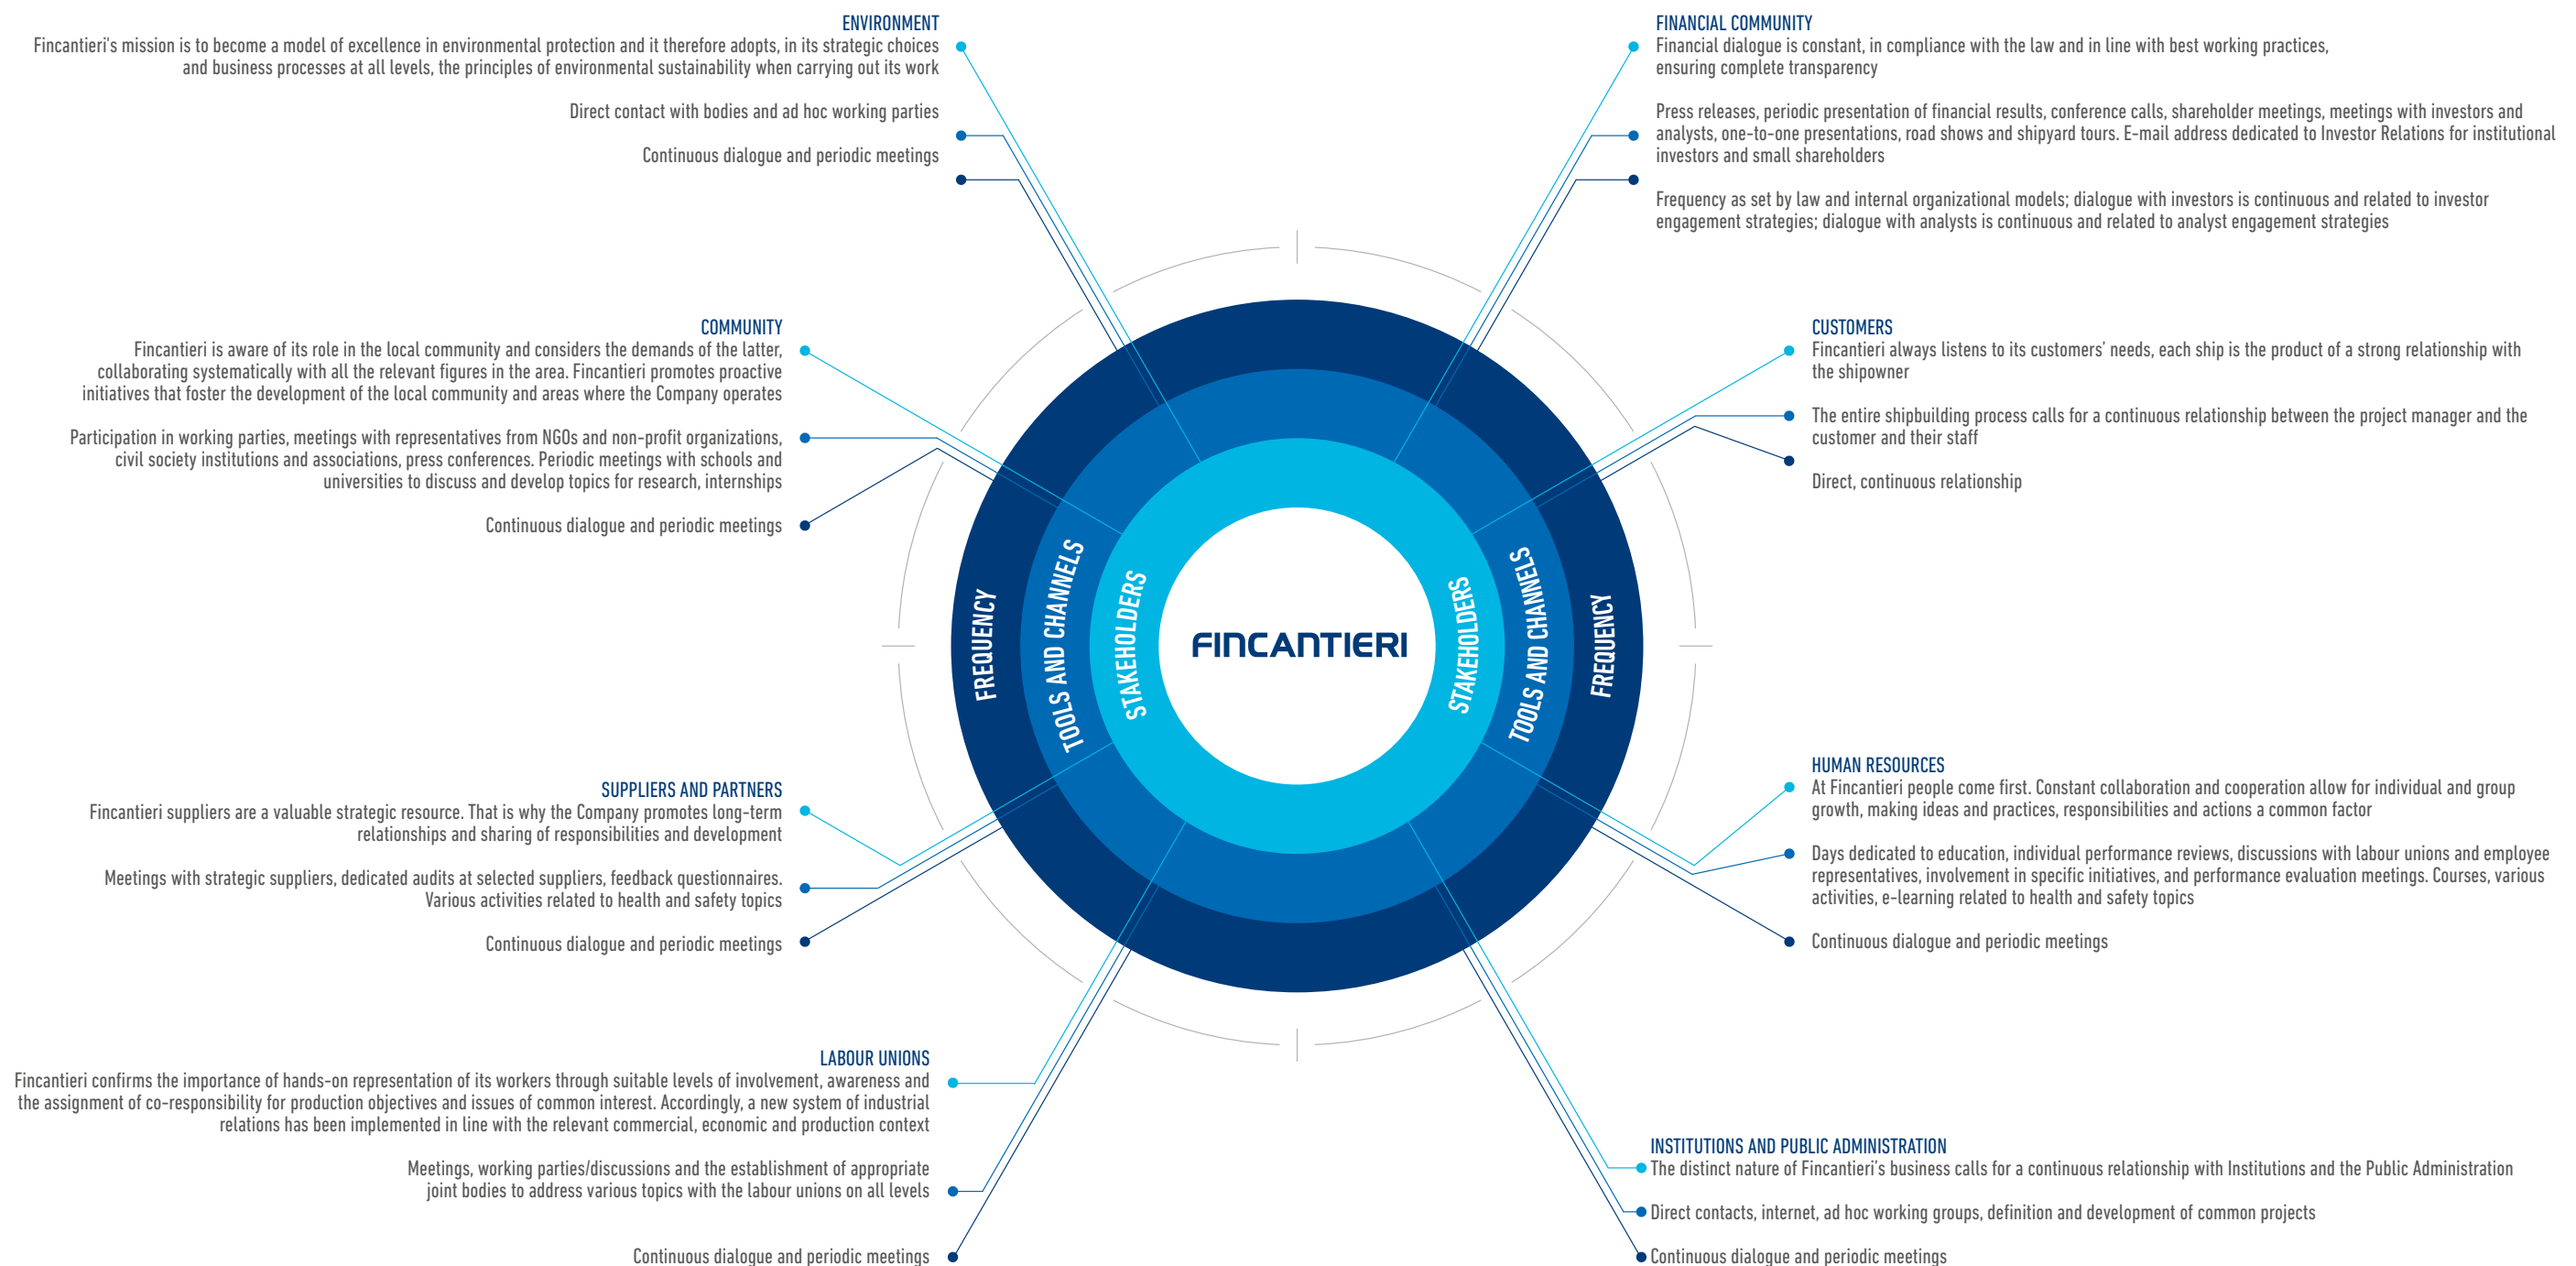 ENVIRONMENT
Fincantieri's mission is to become a model of excellence in environmental protection and it therefore adopts, in its strategic choices
and business processes at all levels, the principles of environmental sustainability when carrying out its work
Direct contact with bodies and ad hoc working parties
Continuous dialogue and periodic meetings
FINANCIAL COMMUNITY
Financial dialogue is constant, in compliance with the law and in line with best working practices,
ensuring complete transparency
Press releases, periodic presentation of financial results, conference calls, shareholder meetings, meetings with investors and
analysts, one-to-one presentations, road shows and shipyard tours. E-mail address dedicated to Investor Relations for institutional
investors and small shareholders
Frequency as set by law and internal organizational models; dialogue with investors is continuous and related to investor
engagement strategies; dialogue with analysts is continuous and related to analyst engagement strategies
COMMUNITY
Fincantieri is aware of its role in the local community and considers the demands of the latter,
collaborating systematically with all the relevant figures in the area. Fincantieri promotes proactive
initiatives that foster the development of the local community and areas where the Company operates
Participation in working parties, meetings with representatives from NGOs and non-profit organizations,
civil society institutions and associations, press conferences. Periodic meetings with schools and
universities to discuss and develop topics for research, internships
Continuous dialogue and periodic meetings
CUSTOMERS
Fincantieri always listens to its customers’ needs, each ship is the product of a strong relationship with
the shipowner
The entire shipbuilding process calls for a continuous relationship between the project manager and the
customer and their staff
Direct, continuous relationship
FREQUENCY
TOOLS AND CHANNELS
STAKEHOLDERS
FINCANTIERI
STAKEHOLDERS
TOOLS AND CHANNELS
FREQUENCY
SUPPLIERS AND PARTNERS
Fincantieri suppliers are a valuable strategic resource. That is why the Company promotes long-term
relationships and sharing of responsibilities and development
Meetings with strategic suppliers, dedicated audits at selected suppliers, feedback questionnaires.
Various activities related to health and safety topics
Continuous dialogue and periodic meetings
HUMAN RESOURCES
At Fincantieri people come first. Constant collaboration and cooperation allow for individual and group
growth, making ideas and practices, responsibilities and actions a common factor
Days dedicated to education, individual performance reviews, discussions with labour unions and employee
representatives, involvement in specific initiatives, and performance evaluation meetings. Courses, various
activities, e-learning related to health and safety topics
Continuous dialogue and periodic meetings
LABOUR UNIONS
Fincantieri confirms the importance of hands-on representation of its workers through suitable levels of involvement, awareness and
the assignment of co-responsibility for production objectives and issues of common interest. Accordingly, a new system of industrial
relations has been implemented in line with the relevant commercial, economic and production context
Meetings, working parties/discussions and the establishment of appropriate
joint bodies to address various topics with the labour unions on all levels
Continuous dialogue and periodic meetings
INSTITUTIONS AND PUBLIC ADMINISTRATION
The distinct nature of Fincantieri’s business calls for a continuous relationship with Institutions and the Public Administration
Direct contacts, internet, ad hoc working groups, definition and development of common projects
Continuous dialogue and periodic meetings